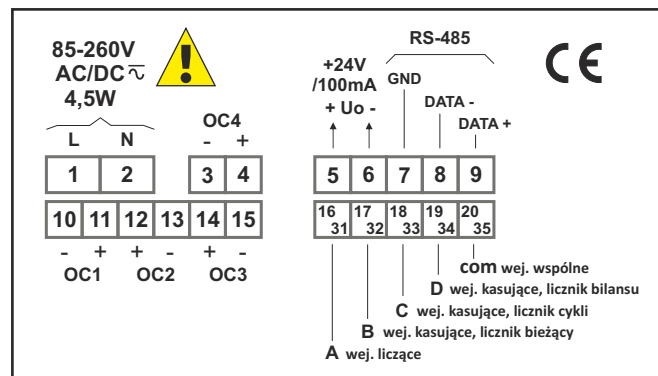 85-260V
AC/DC
4,5W
L N
OC4
- +
1 2 3 4
10 11 12 13 14 15
- + + - + -
OC1 OC2 OC3
RS-485
+24V
/100mA
+ Uo -
GND
DATA -
DATA +
CE
5 6 7 8 9
16 17 18 19 20
31 32 33 34 35
com wej. wspólne
D wej. kasujące, licznik bilansu
C wej. kasujące, licznik cykli
B wej. kasujące, licznik bieżący
A wej. liczące